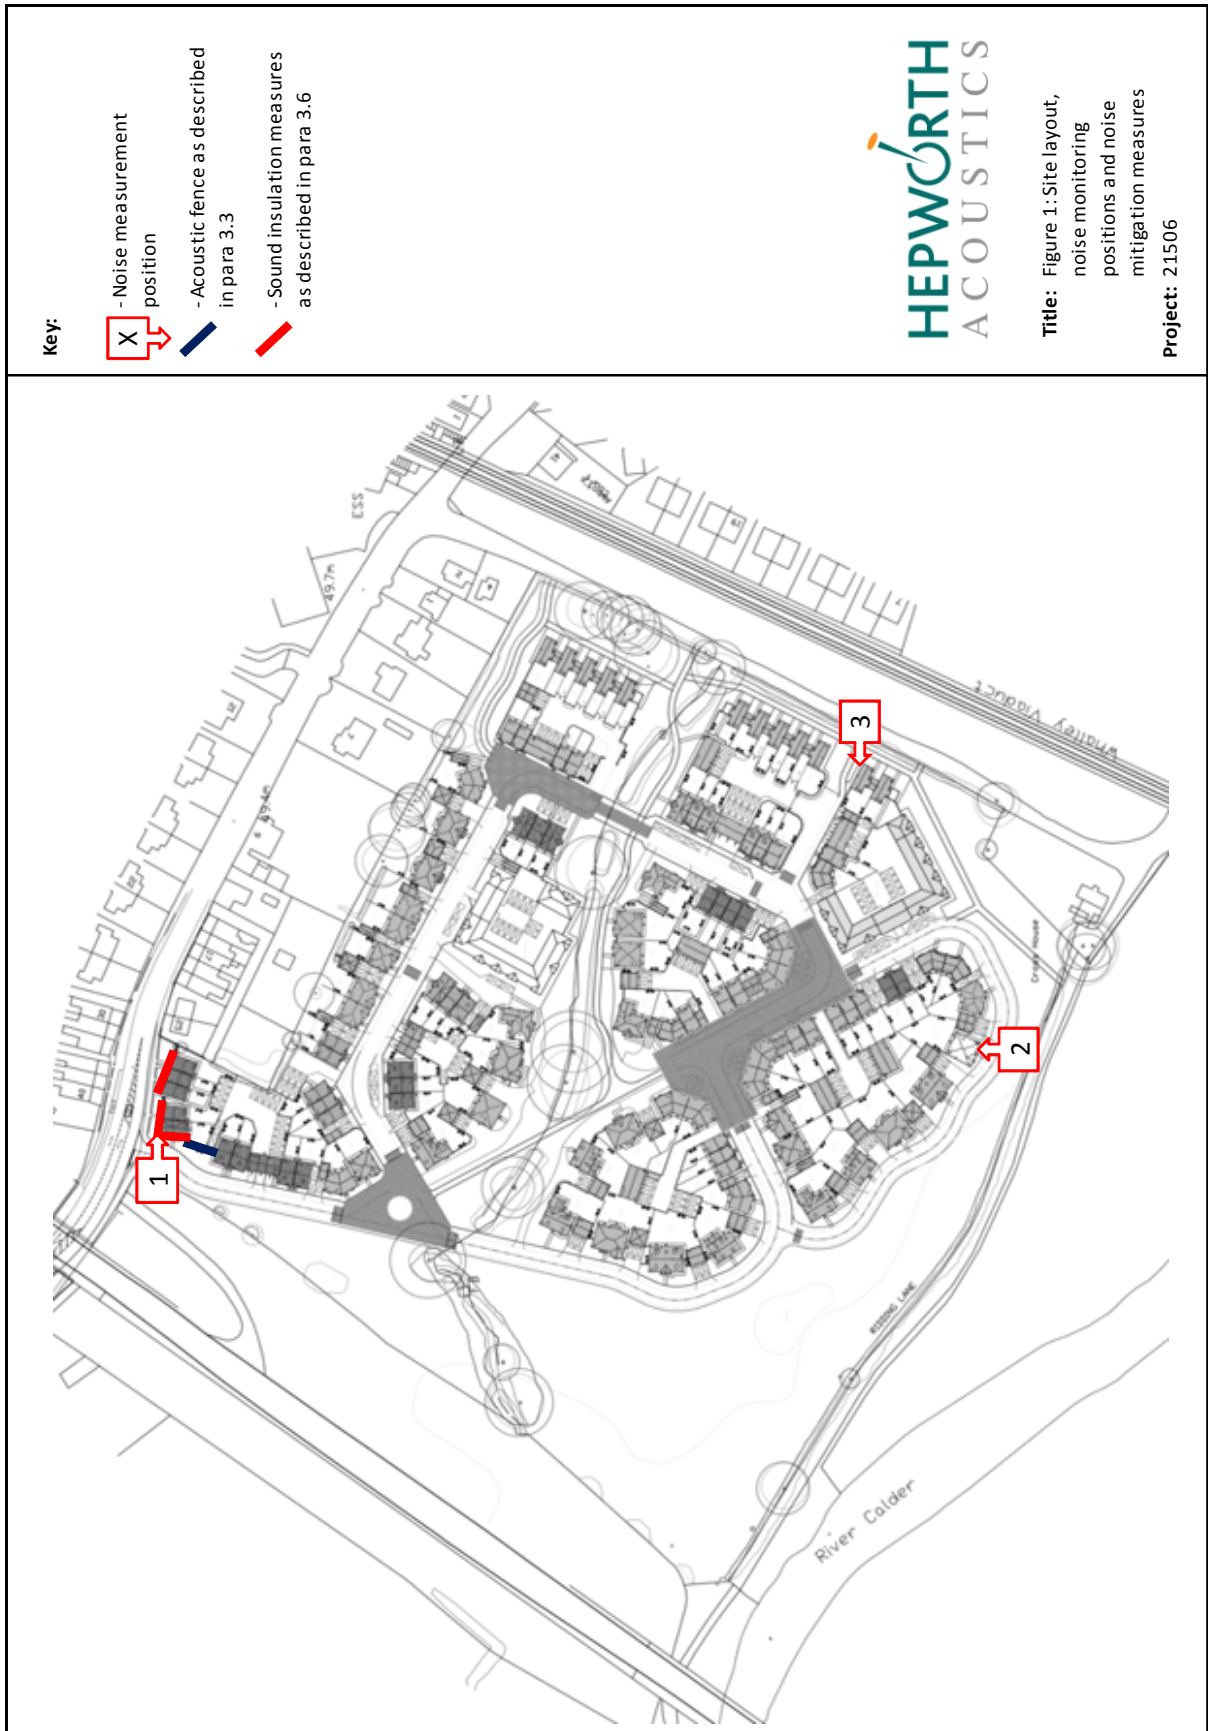 Key:
X
- Noise measurement
position
- Acoustic fence as described
in para 3.3
- Sound insulation measures
as described in para 3.6
HEPWORTH
ACOUSTICS
Title: Figure 1: Site layout,
noise monitoring
positions and noise
mitigation measures
Project: 21506
ESS
49.7m
1
2
3
Whalley Viaduct
RIDDING LANE
River Calder